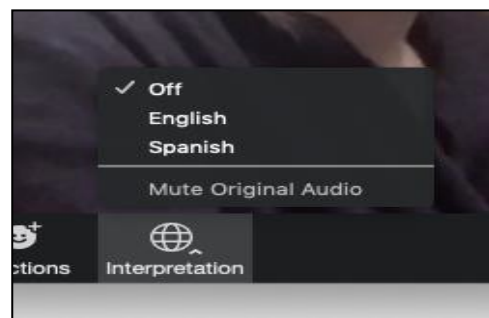 Off
English
Spanish
Mute Original Audio
ctions Interpretation